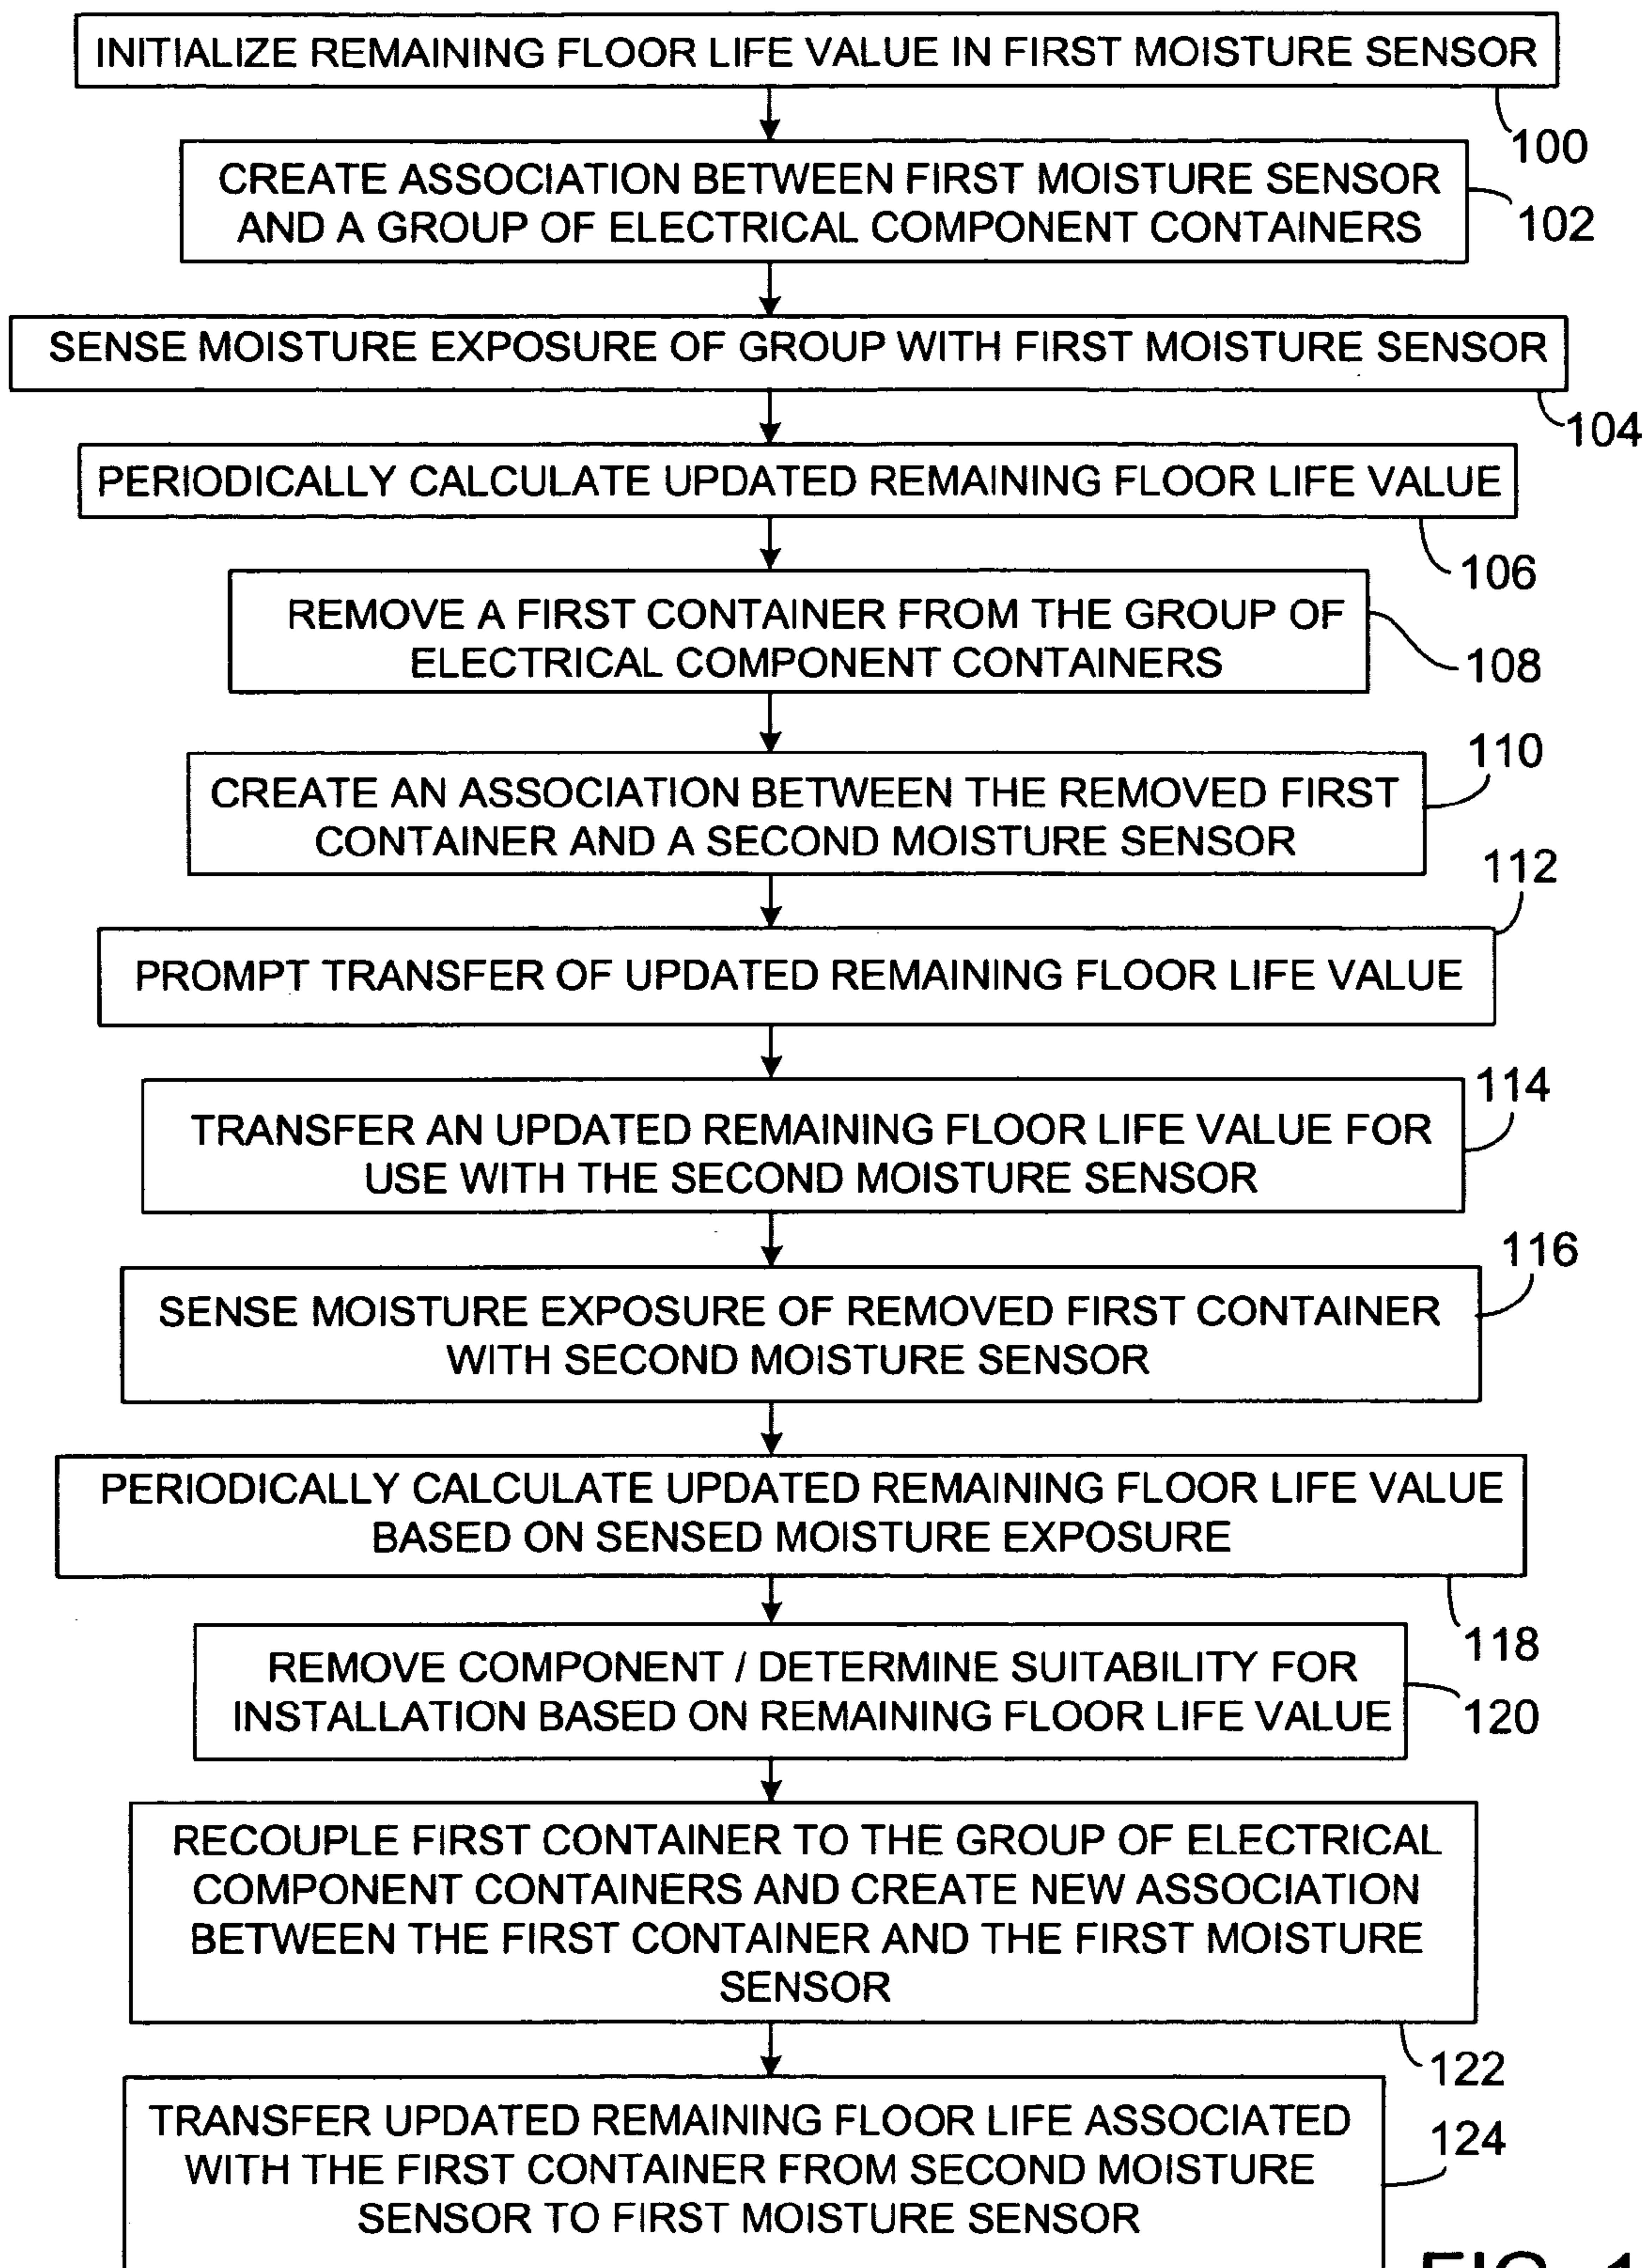 INITIALIZE REMAINING FLOOR LIFE VALUE IN FIRST MOISTURE SENSOR
100
CREATE ASSOCIATION BETWEEN FIRST MOISTURE SENSOR
AND A GROUP OF ELECTRICAL COMPONENT CONTAINERS
102
SENSE MOISTURE EXPOSURE OF GROUP WITH FIRST MOISTURE SENSOR
104
PERIODICALLY CALCULATE UPDATED REMAINING FLOOR LIFE VALUE
106
REMOVE A FIRST CONTAINER FROM THE GROUP OF
ELECTRICAL COMPONENT CONTAINERS
108
110
CREATE AN ASSOCIATION BETWEEN THE REMOVED FIRST
CONTAINER AND A SECOND MOISTURE SENSOR
112
PROMPT TRANSFER OF UPDATED REMAINING FLOOR LIFE VALUE
114
TRANSFER AN UPDATED REMAINING FLOOR LIFE VALUE FOR
USE WITH THE SECOND MOISTURE SENSOR
116
SENSE MOISTURE EXPOSURE OF REMOVED FIRST CONTAINER
WITH SECOND MOISTURE SENSOR
PERIODICALLY CALCULATE UPDATED REMAINING FLOOR LIFE VALUE
BASED ON SENSED MOISTURE EXPOSURE
118
REMOVE COMPONENT / DETERMINE SUITABILITY FOR
INSTALLATION BASED ON REMAINING FLOOR LIFE VALUE
120
RECOUPLE FIRST CONTAINER TO THE GROUP OF ELECTRICAL
COMPONENT CONTAINERS AND CREATE NEW ASSOCIATION
BETWEEN THE FIRST CONTAINER AND THE FIRST MOISTURE
SENSOR
122
TRANSFER UPDATED REMAINING FLOOR LIFE ASSOCIATED
WITH THE FIRST CONTAINER FROM SECOND MOISTURE
SENSOR TO FIRST MOISTURE SENSOR
124